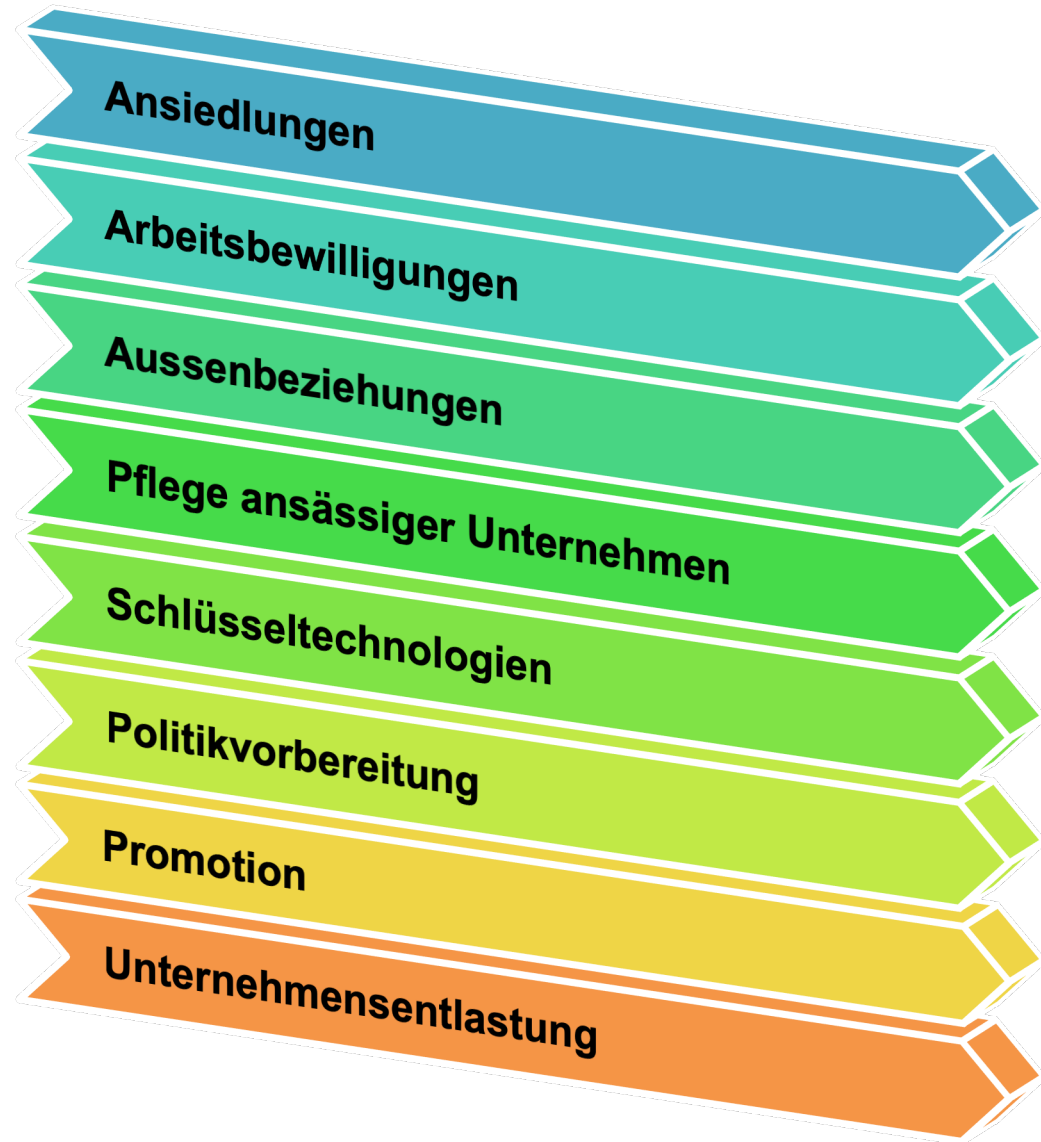 Ansiedlungen
Arbeitsbewilligungen
Aussenbeziehungen
Pflege ansässiger Unternehmen
Schlüsseltechnologien
Politikvorbereitung
Promotion
Unternehmensentlastung